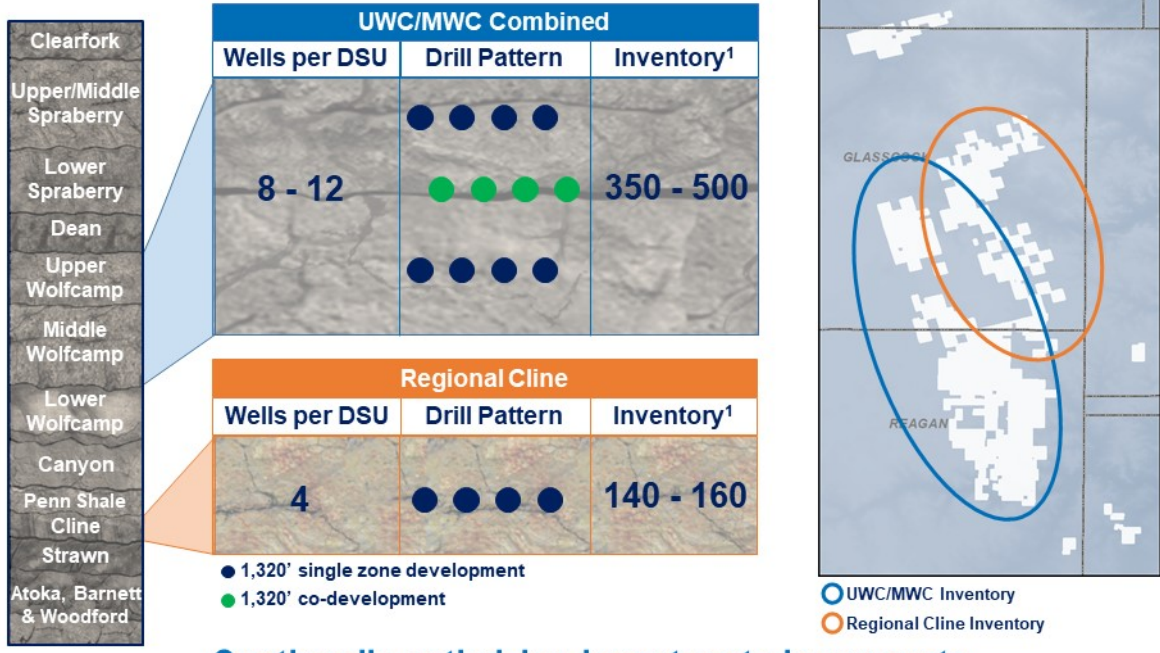 Clearfork
Upper/Middle
Spraberry
Lower
Spraberry
Dean
Upper
Wolfcamp
Middle
Wolfcamp
Lower
Wolfcamp
Canyon
Penn Shale
Cline
Strawn
Atoka, Barnett
& Woodford
UWC/MWC Combined
Wells per DSU Drill Pattern Inventory¹
8 - 12 350 - 500
Regional Cline
Wells per DSU Drill Pattern Inventory¹
4 140 - 160
1,320' single zone development
1,320' co-development
REAGAN
UWC/MWC Inventory
Regional Cline Inventory